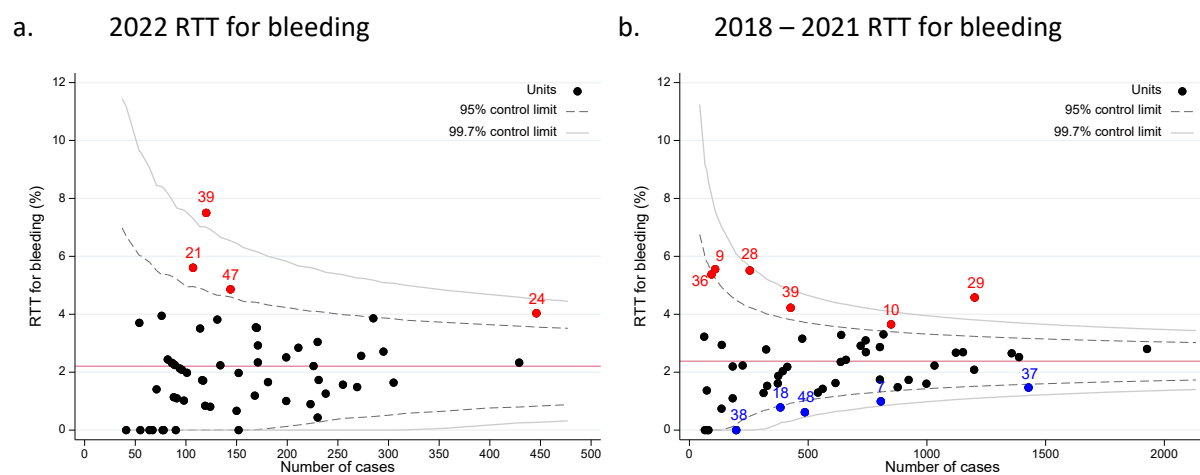 a. 2022 RTT for bleeding
12
10
8
6
4
2
0
RTT for bleeding (%)
Units
95% control limit
99.7% control limit
39
21
47
24
0 50 100 150 200 250 300 350 400 450 500
Number of cases
b. 2018 – 2021 RTT for bleeding
12
10
8
6
4
2
0
RTT for bleeding (%)
Units
95% control limit
99.7% control limit
9
28
36
39
29
10
37
18
7
48
38
0 500 1000 1500 2000
Number of cases